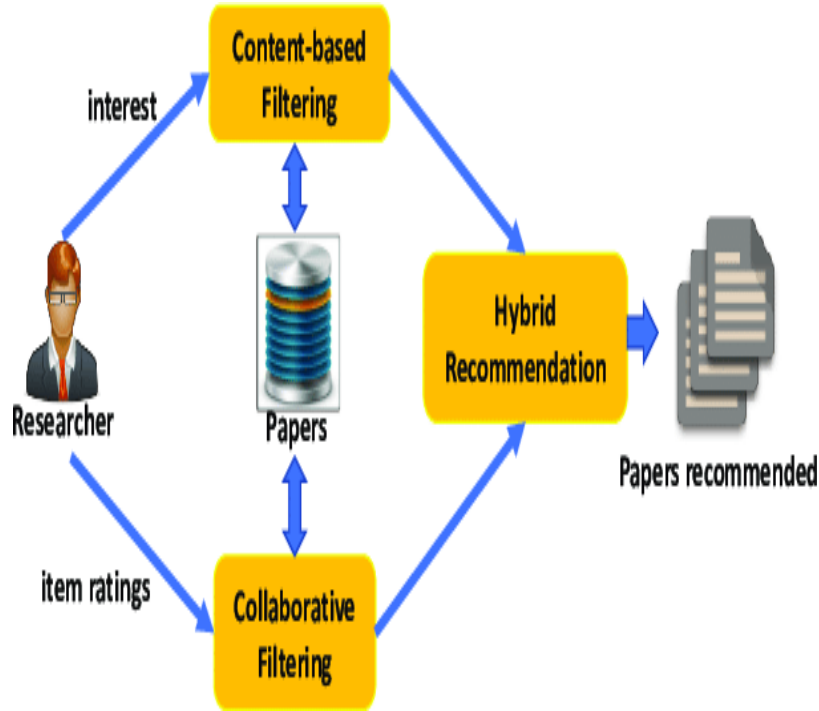 Content-based
Filtering
interest
Hybrid
Recommendation
Researcher
Papers
Papers recommended
item ratings
Collaborative
Filtering